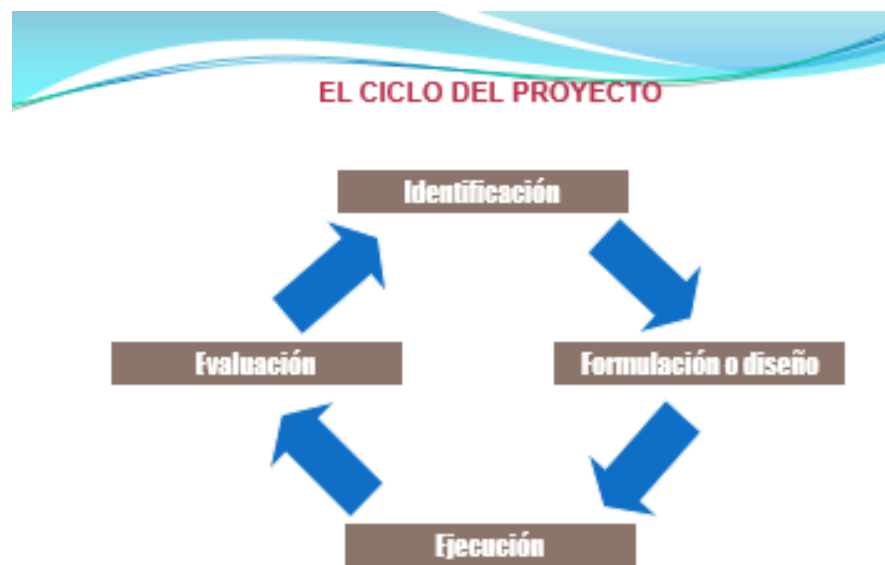 EL CICLO DEL PROYECTO
Identificación
Evaluación
Formulación o diseño
Ejecución